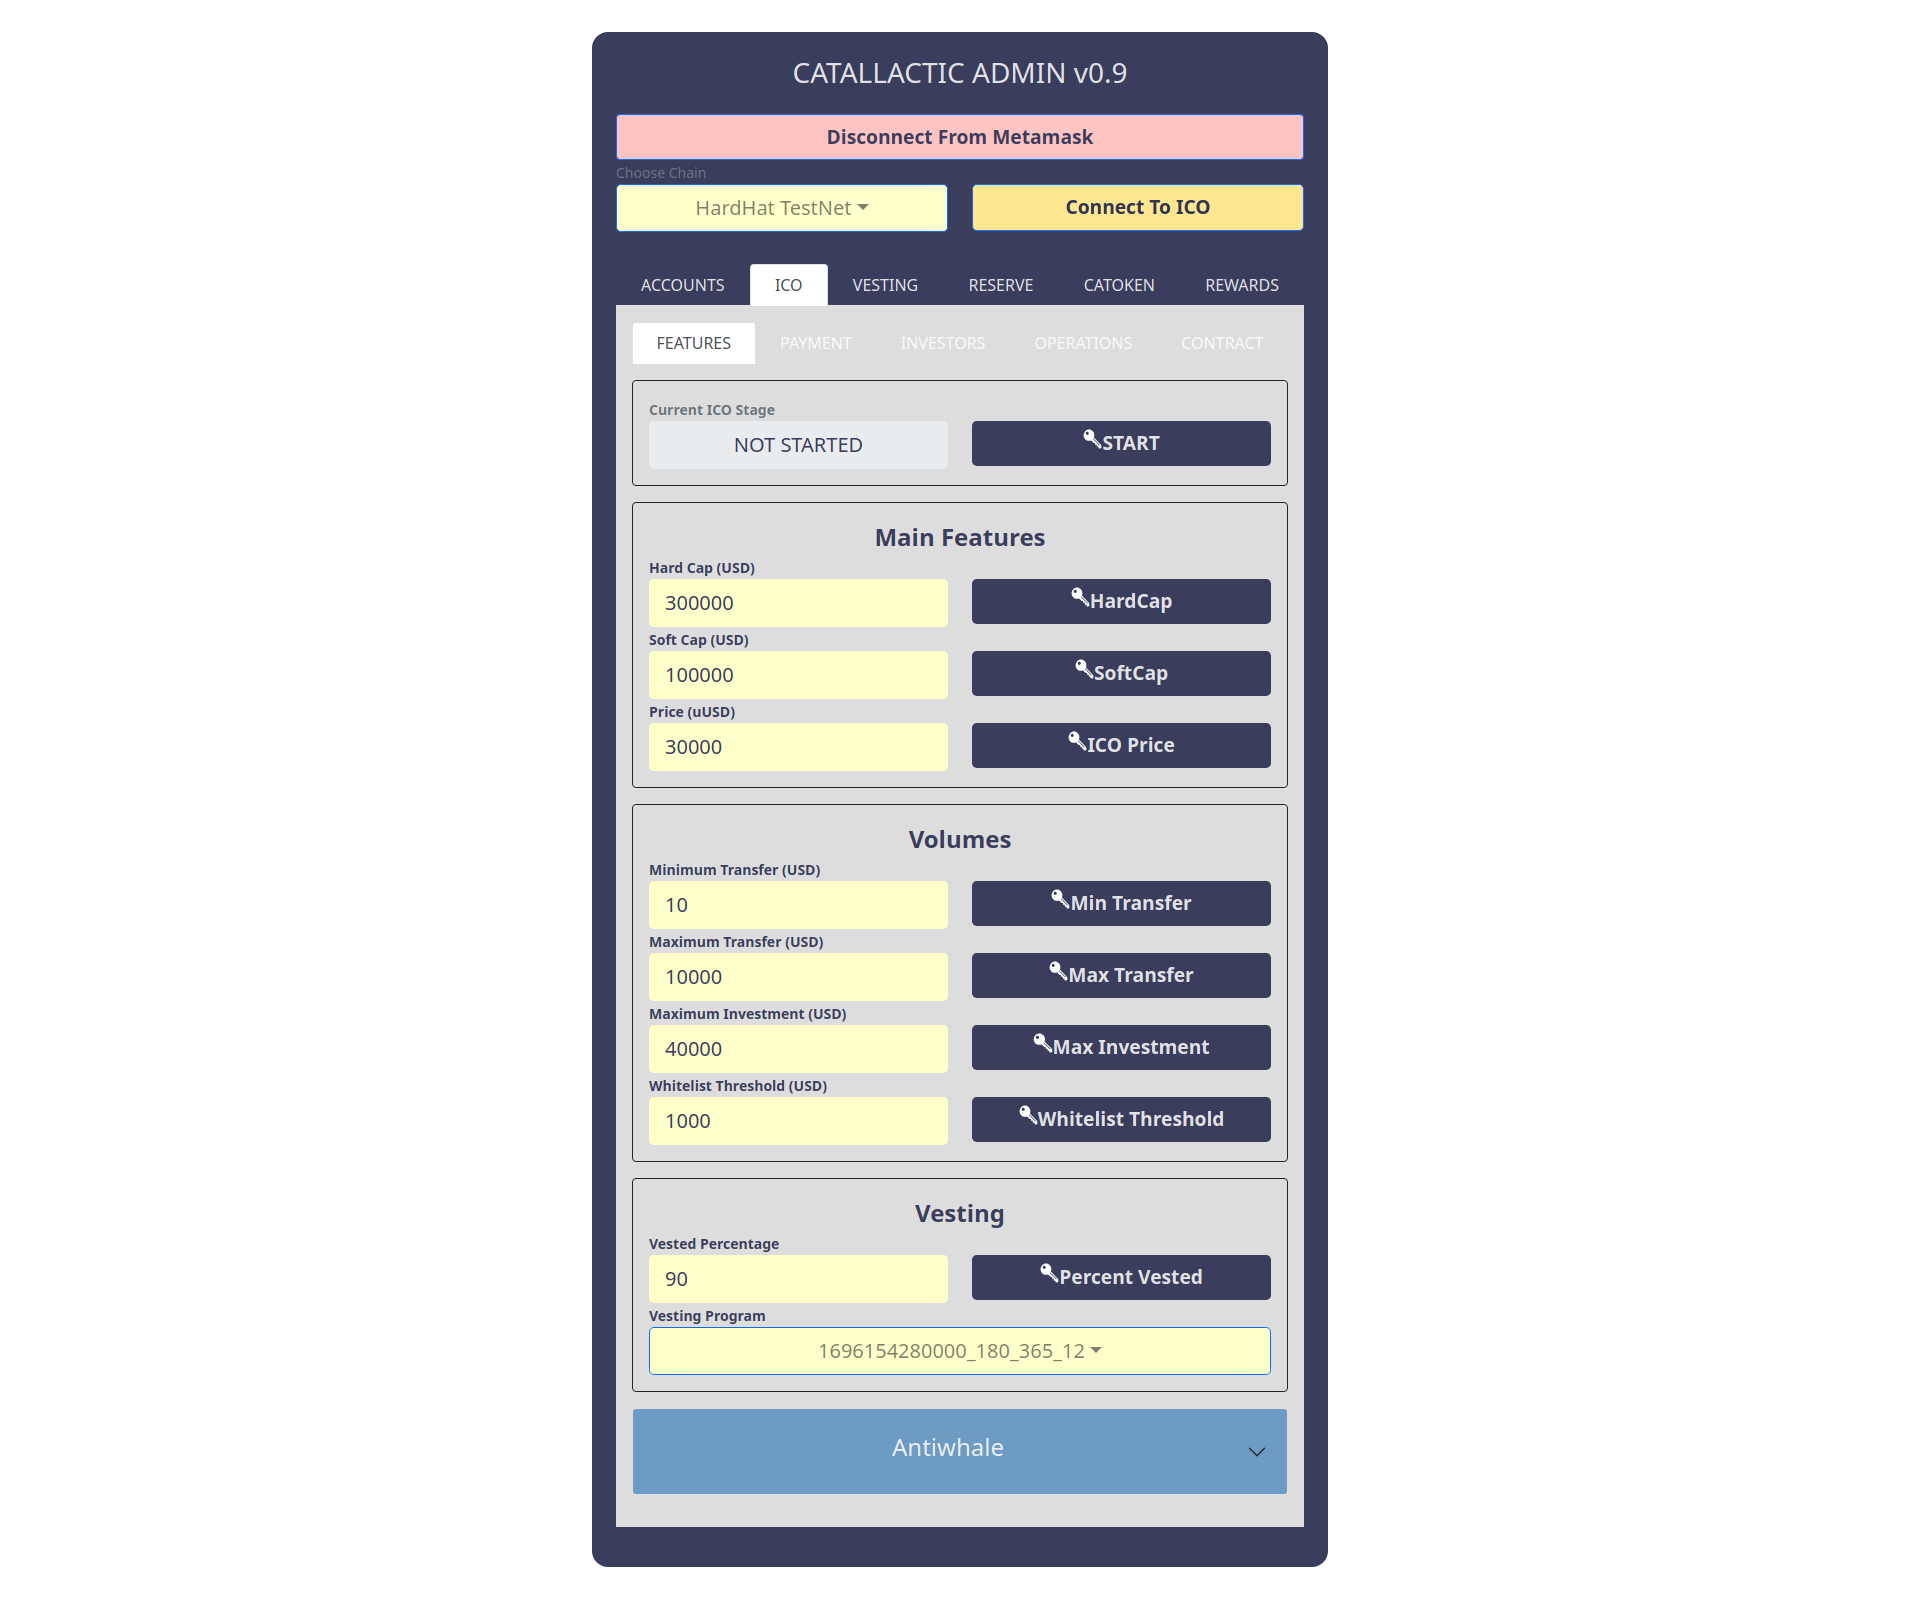 CATALLACTIC ADMIN v0.9
Disconnect From Metamask
Choose Chain
HardHat TestNet
Connect To ICO
ACCOUNTS ICO VESTING RESERVE CATOKEN REWARDS
FEATURES PAYMENT INVESTORS OPERATIONS CONTRACT
Current ICO Stage
NOT STARTED
START
Main Features
Hard Cap (USD)
300000
HardCap
Soft Cap (USD)
100000
SoftCap
Price (uUSD)
30000
ICO Price
Volumes
Minimum Transfer (USD)
10
Min Transfer
Maximum Transfer (USD)
10000
Max Transfer
Maximum Investment (USD)
40000
Max Investment
Whitelist Threshold (USD)
1000
Whitelist Threshold
Vesting
Vested Percentage
90
Percent Vested
Vesting Program
1696154280000_180_365_12
Antiwhale